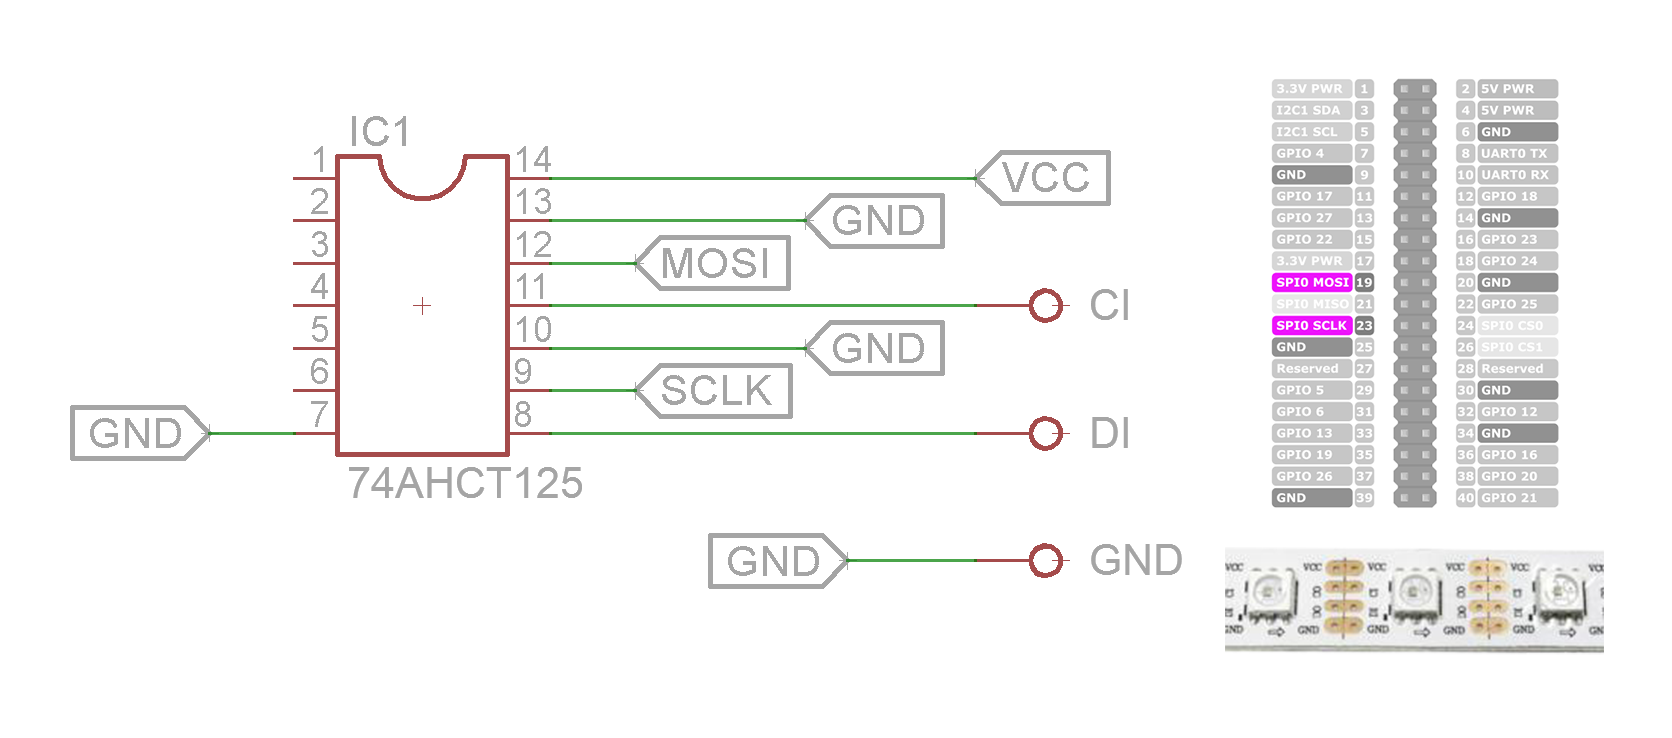 IC1
1
2
3
4
5
6
7
14
13
12
11
10
9
8
VCC
GND
MOSI
CI
GND
SCLK
GND
DI
74AHCT125
GND
GND
3.3V PWR 1 2 5V PWR
I2C1 SDA 3 4 5V PWR
I2C1 SCL 5 6 GND
GPIO 4 7 8 UART0 TX
GND 9 10 UART0 RX
GPIO 17 11 12 GPIO 18
GPIO 27 13 14 GND
GPIO 22 15 16 GPIO 23
3.3V PWR 17 18 GPIO 24
SPI0 MOSI 19 20 GND
SPI0 MISO 21 22 GPIO 25
SPI0 SCLK 23 24 SPI0 CS0
GND 25 26 SPI0 CS1
Reserved 27 28 Reserved
GPIO 5 29 30 GND
GPIO 6 31 32 GPIO 12
GPIO 13 33 34 GND
GPIO 19 35 36 GPIO 16
GPIO 26 37 38 GPIO 20
GND 39 40 GPIO 21
VCC VCC VCC VCC VCC
GND GND GND GND GND